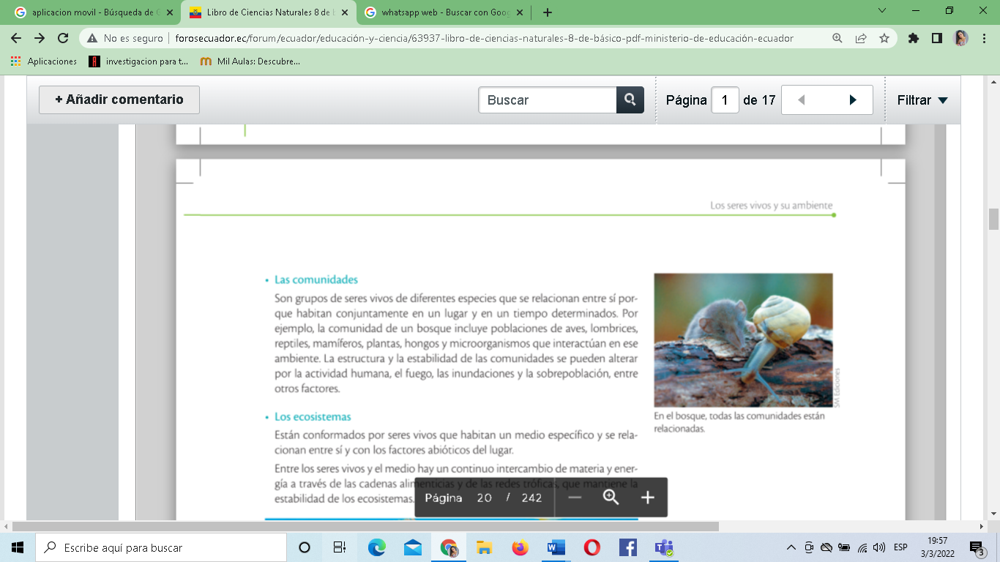 aplicacion movil - Búsqueda de G
Libro de Ciencias Naturales 8 de b
whatsapp web - Buscar con Goog
No es seguro
forosecuador.ec/forum/ecuador/educación-y-ciencia/63937-libro-de-ciencias-naturales-8-de-básico-pdf-ministerio-de-educación-ecuador
Aplicaciones
investigacion para t...
Mil Aulas: Descubre...
+ Añadir comentario
Buscar
Página 1 de 17
Filtrar
Los seres vivos y su ambiente
• Las comunidades
Son grupos de seres vivos de diferentes especies que se relacionan entre sí por-
que habitan conjuntamente en un lugar y en un tiempo determinados. Por
ejemplo, la comunidad de un bosque incluye poblaciones de aves, lombrices,
reptiles, mamíferos, plantas, hongos y microorganismos que interactúan en ese
ambiente. La estructura y la estabilidad de las comunidades se pueden alterar
por la actividad humana, el fuego, las inundaciones y la sobrepoblación, entre
otros factores.
SM Ediciones
En el bosque, todas las comunidades están
relacionadas.
• Los ecosistemas
Están conformados por seres vivos que habitan un medio específico y se rela-
cionan entre sí y con los factores abióticos del lugar.
Entre los seres vivos y el medio hay un continuo intercambio de materia y ener-
gía a través de las cadenas alimenticias y de las redes tróficas, que mantiene la
estabilidad de los ecosistemas.
Página 20 / 242
Escribe aquí para buscar
ESP
19:57
3/3/2022
3